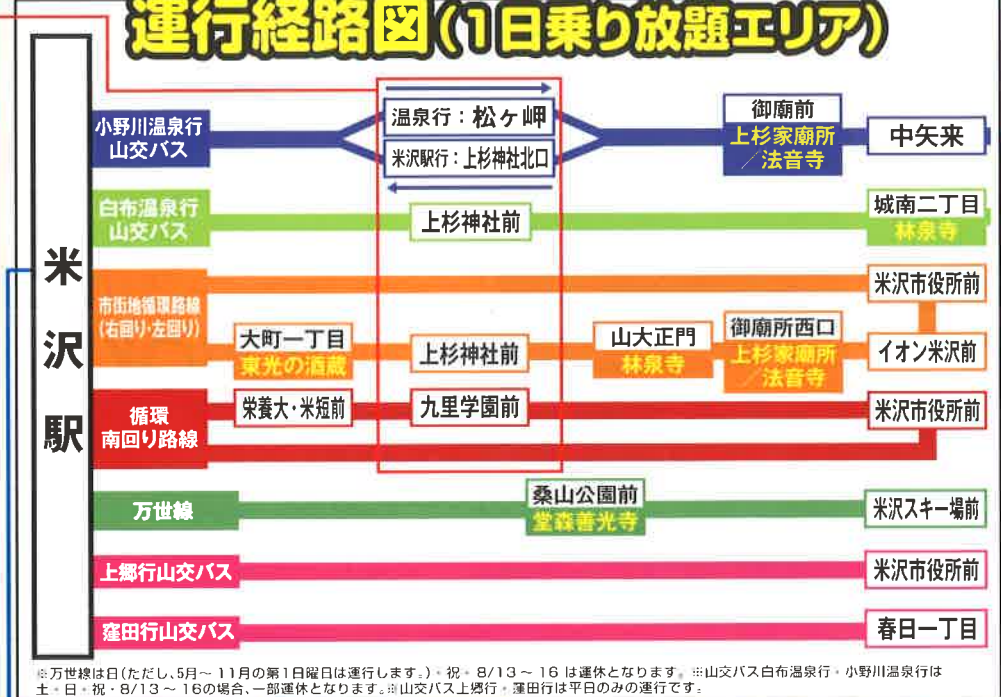 運行経路図(1日乗り放題エリア)
米沢駅
小野川温泉行
山交バス
温泉行：松ヶ岬
米沢駅行：上杉神社北口
御廟前
上杉家廟所
／法音寺
中矢来
白布温泉行
山交バス
上杉神社前
城南二丁目
林泉寺
市街地循環路線
(右回り・左回り)
米沢市役所前
大町一丁目
東光の酒蔵
上杉神社前
山大正門
林泉寺
御廟所西口
上杉家廟所
／法音寺
イオン米沢前
循環
南回り路線
栄養大・米短前
九里学園前
米沢市役所前
万世線
桑山公園前
堂森善光寺
米沢スキー場前
上郷行山交バス
米沢市役所前
窪田行山交バス
春日一丁目
※万世線は日(ただし、5月～11月の第1日曜日は運行します。)・祝・8/13～16は運休となります。※山交バス白布温泉行・小野川温泉行は
土・日・祝・8/13～16の場合、一部運休となります。※山交バス上郷行・蓬田行は平日のみの運行です。